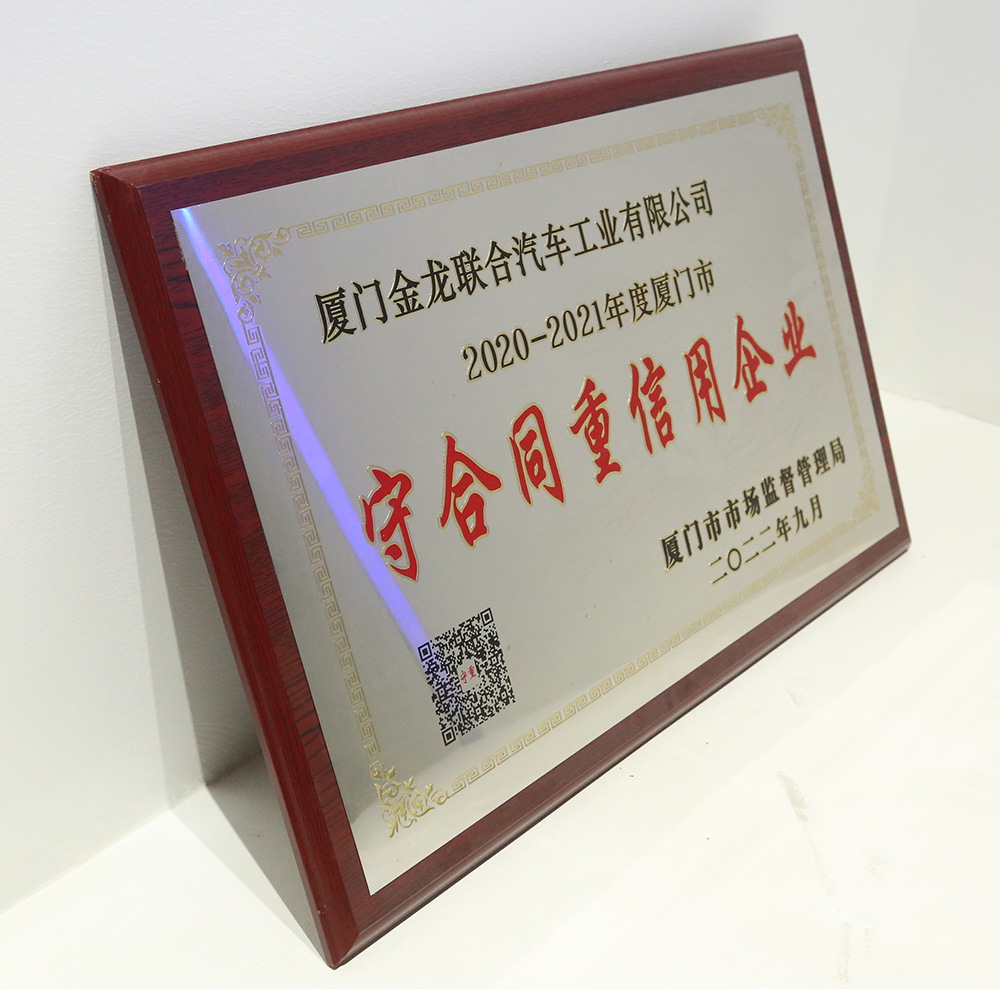 厦门金龙联合汽车工业有限公司
2020-2021年度厦门市
守合同重信用企业
厦门市市场监督管理局
二〇二二年九月
守重